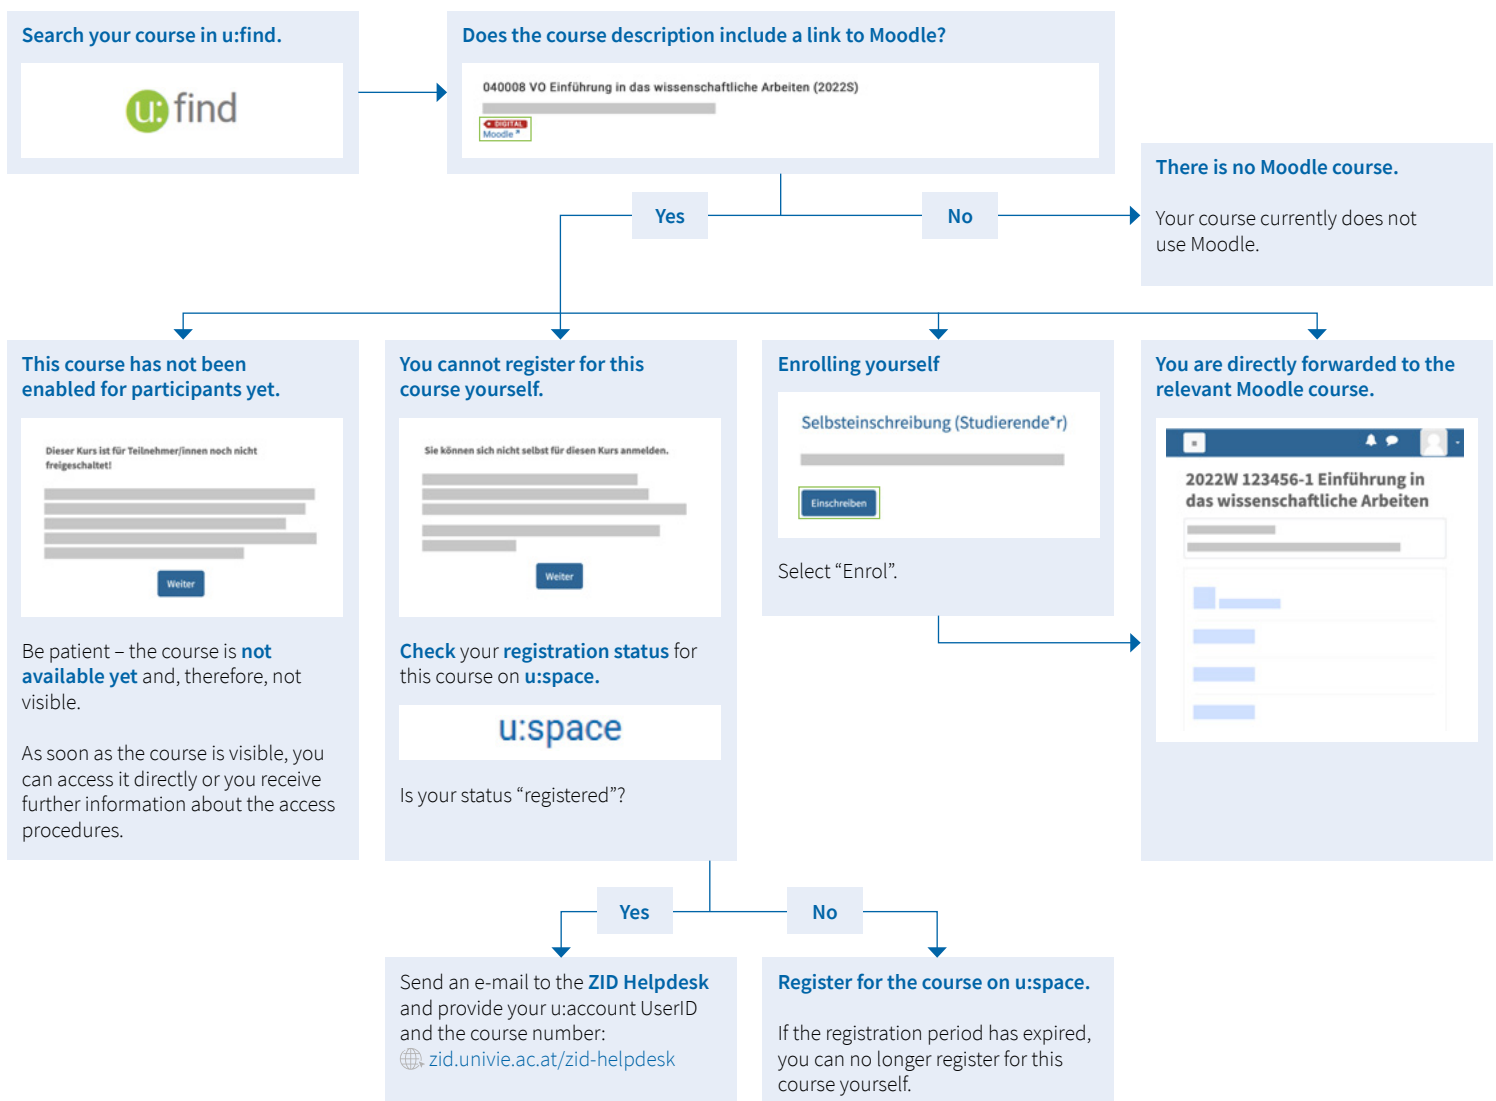 Search your course in u:find.
u: find
Does the course description include a link to Moodle?
040008 VO Einführung in das wissenschaftliche Arbeiten (2022S)
DIGITAL
Moodle
Yes
No
There is no Moodle course.
Your course currently does not
use Moodle.
This course has not been
enabled for participants yet.
Dieser Kurs ist für Teilnehmer/innen noch nicht
freigeschaltet!
Weiter
Be patient – the course is not
available yet and, therefore, not
visible.
As soon as the course is visible, you
can access it directly or you receive
further information about the access
procedures.
You cannot register for this
course yourself.
Sie können sich nicht selbst für diesen Kurs anmelden.
Weiter
Check your registration status for
this course on u:space.
u:space
Is your status “registered”?
Enrolling yourself
Selbsteinschreibung (Studierende*r)
Einschreiben
Select “Enrol”.
You are directly forwarded to the
relevant Moodle course.
2022W 123456-1 Einführung in
das wissenschaftliche Arbeiten
Yes
No
Send an e-mail to the ZID Helpdesk
and provide your u:account UserID
and the course number:
zid.univie.ac.at/zid-helpdesk
Register for the course on u:space.
If the registration period has expired,
you can no longer register for this
course yourself.